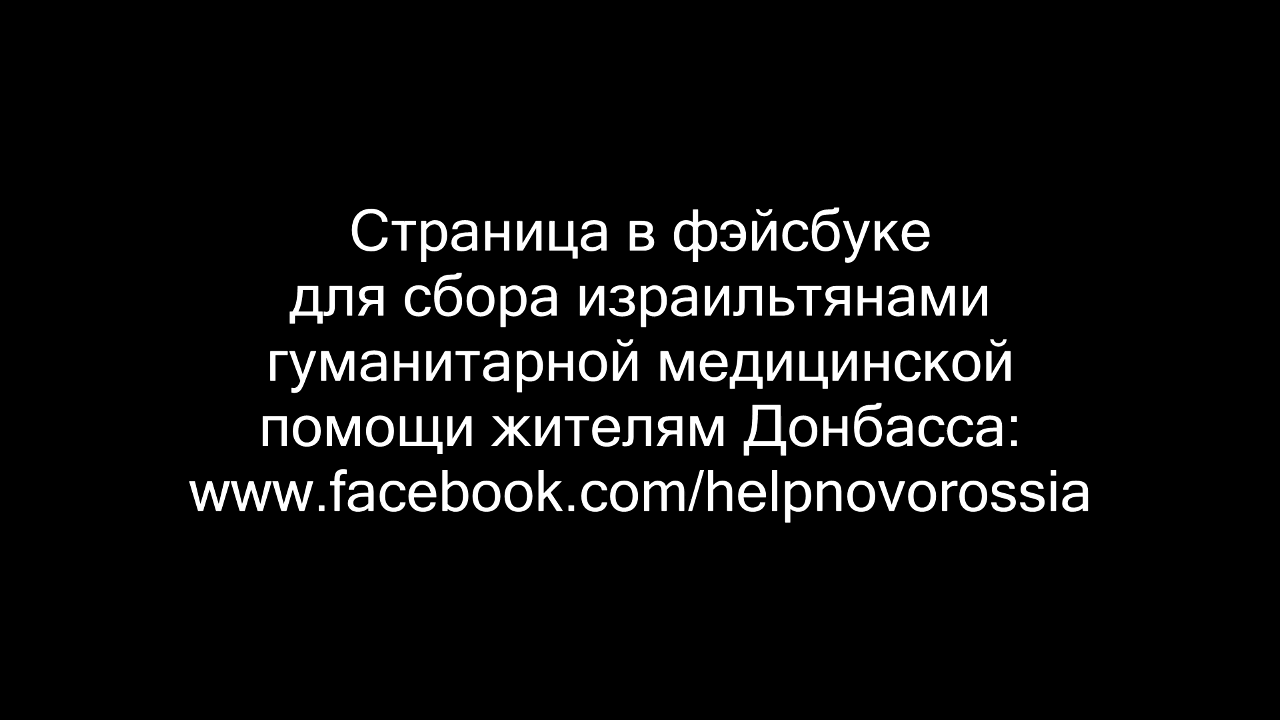 Страница в фэйсбуке
для сбора израильтянами
гуманитарной медицинской
помощи жителям Донбасса:
www.facebook.com/helpnovorossia